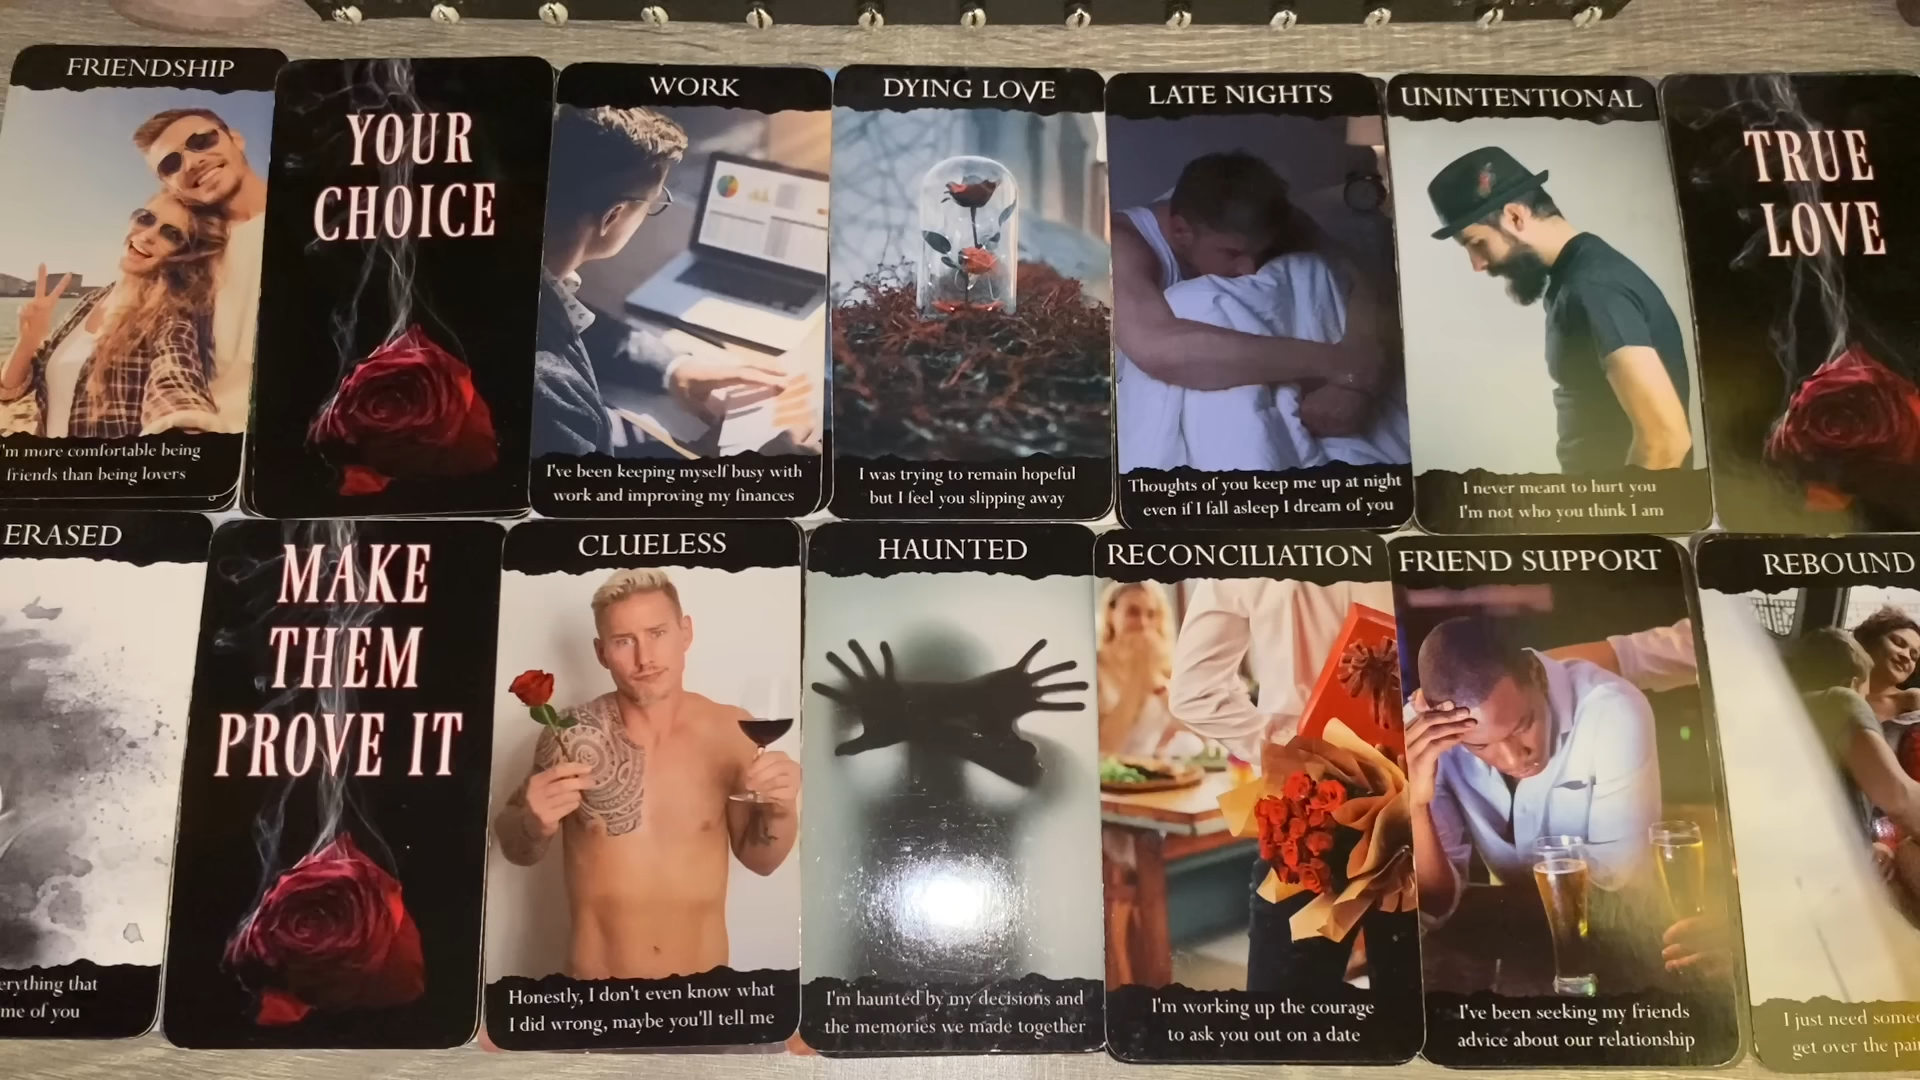 FRIENDSHIP
'm more comfortable being
friends than being lovers
YOUR
CHOICE
WORK
I've been keeping myself busy with
work and improving my finances
DYING LOVE
I was trying to remain hopeful
but I feel you slipping away
LATE NIGHTS
Thoughts of you keep me up at night
even if I fall asleep I dream of you
UNINTENTIONAL
I never meant to hurt you
I'm not who you think I am
TRUE
LOVE
ERASED
erything that
me of you
MAKE
THEM
PROVE IT
CLUELESS
Honestly, I don't even know what
I did wrong, maybe you'll tell me
HAUNTED
I'm haunted by my decisions and
the memories we made together
RECONCILIATION
I'm working up the courage
to ask you out on a date
FRIEND SUPPORT
I've been seeking my friends
advice about our relationship
REBOUND
I just need some
get over the pai